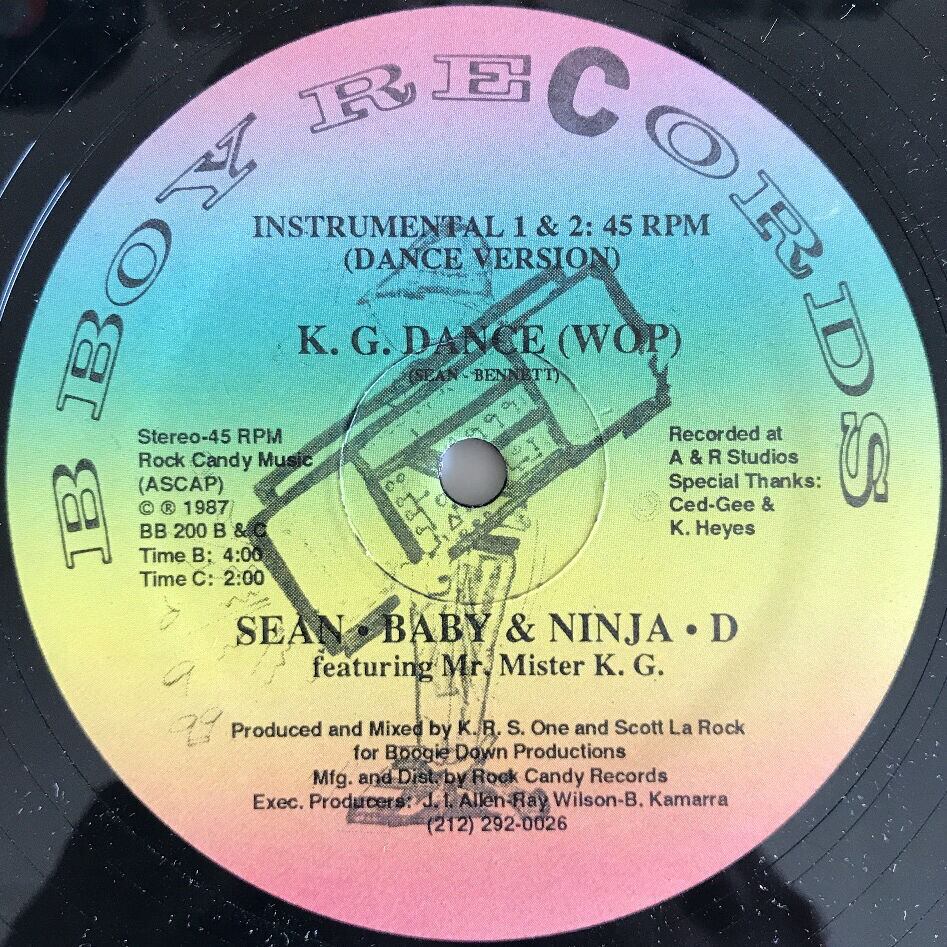 B BOY RECORDS
INSTRUMENTAL 1 & 2: 45 RPM
(DANCE VERSION)
K. G. DANCE (WOP)
(SEAN - BENNETT)
Stereo-45 RPM
Rock Candy Music
(ASCAP)
© ® 1987
BB 200 B & C
Time B: 4:00
Time C: 2:00
Recorded at
A & R Studios
Special Thanks:
Ced-Gee &
K. Heyes
SEAN • BABY & NINJA • D
featuring Mr. Mister K. G.
Produced and Mixed by K. R. S. One and Scott La Rock
for Boogie Down Productions
Mfg. and Dist. by Rock Candy Records
Exec. Producers: J. I. Allen-Ray Wilson-B. Kamarra
(212) 292-0026